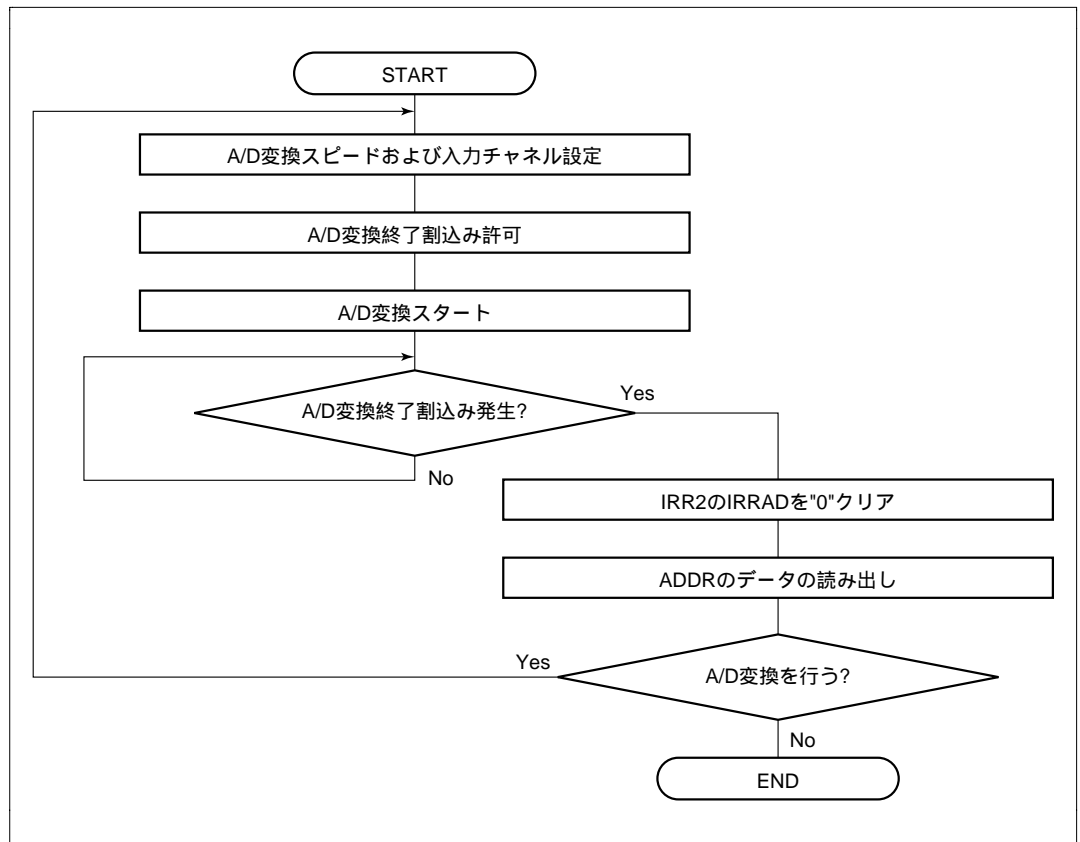 START
A/D変換スピードおよび入力チャネル設定
A/D変換終了割込み許可
A/D変換スタート
A/D変換終了割込み発生?
Yes
No
IRR2のIRRADを"0"クリア
ADDRのデータの読み出し
A/D変換を行う?
Yes
No
END